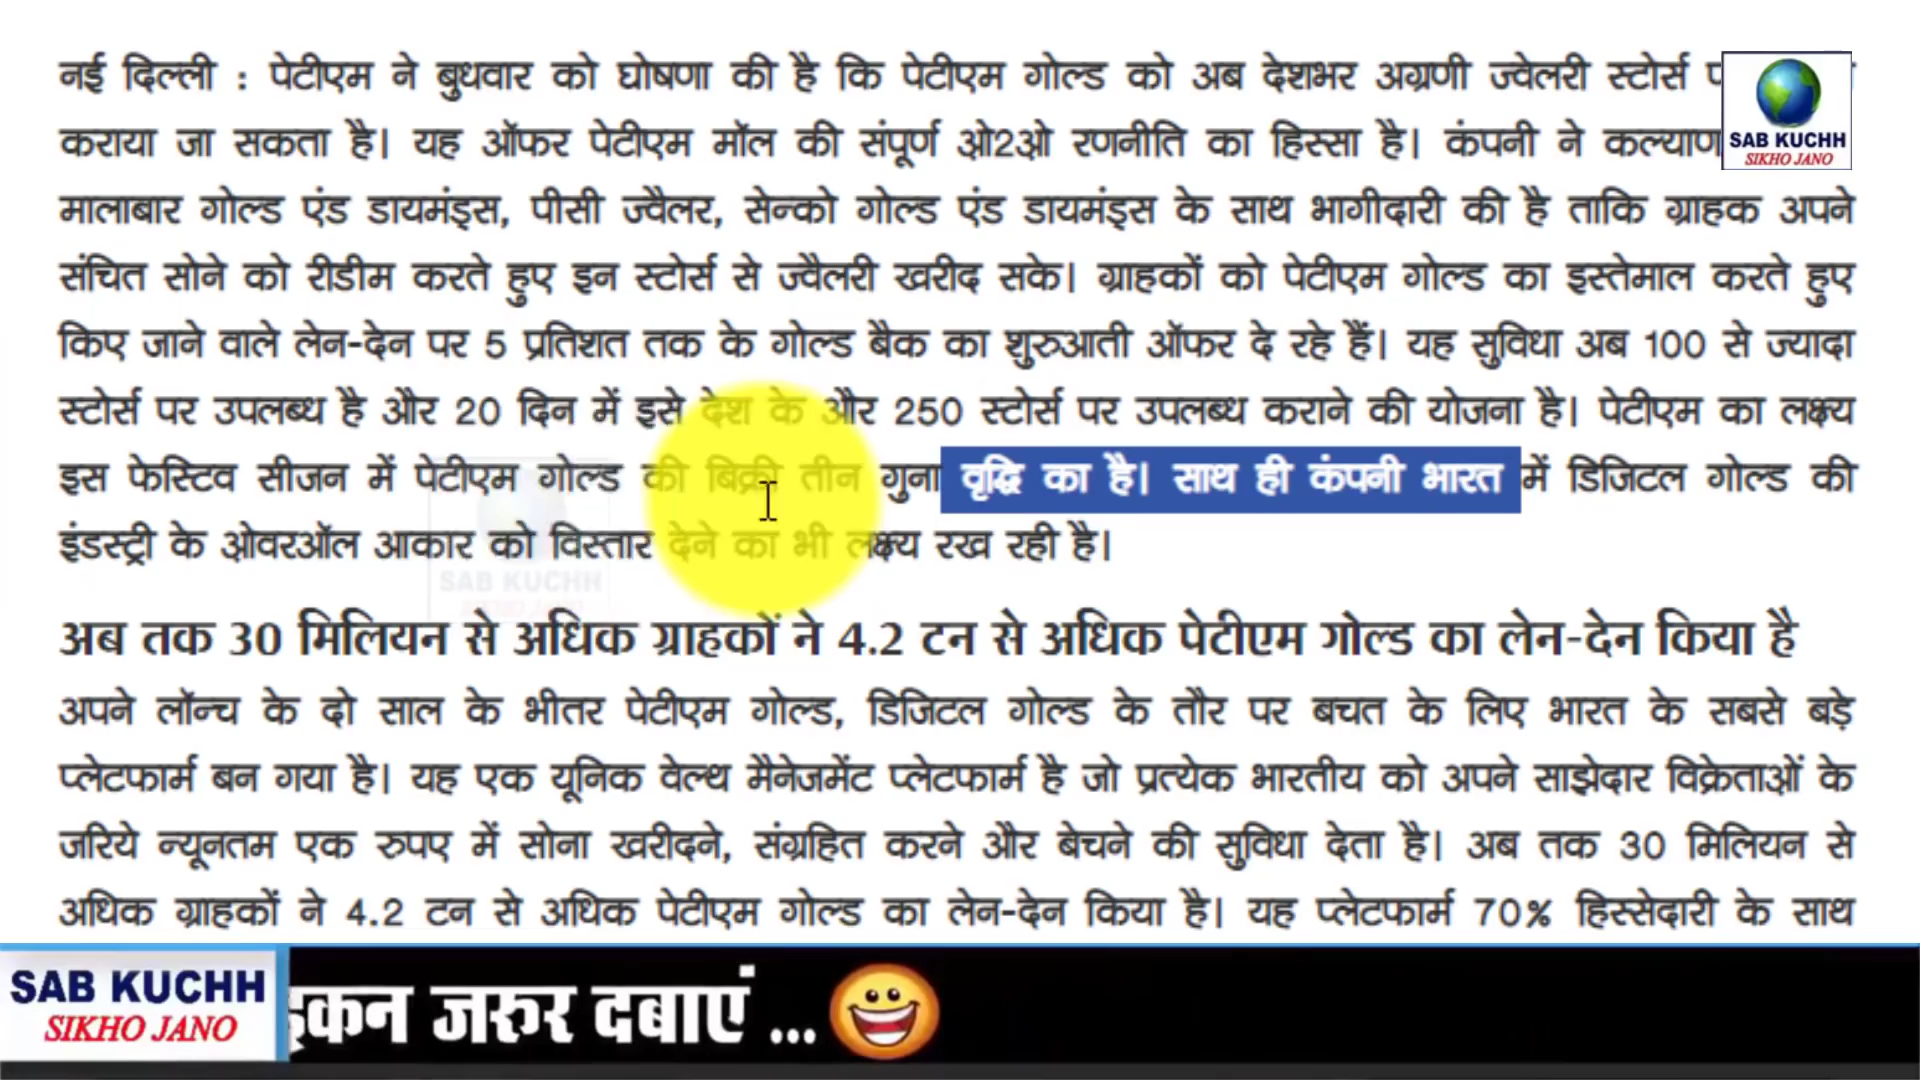 नई दिल्ली : पेटीएम ने बुधवार को घोषणा की है कि पेटीएम गोल्ड को अब देशभर अग्रणी ज्वेलरी स्टोर्स
कराया जा सकता है। यह ऑफर पेटीएम मॉल की संपूर्ण ओ2ओ रणनीति का हिस्सा है। कंपनी ने कल्याण
मालाबार गोल्ड एंड डायमंड्स, पीसी ज्वैलर, सेन्को गोल्ड एंड डायमंड्स के साथ भागीदारी की है ताकि ग्राहक अपने
संचित सोने को रीडीम करते हुए इन स्टोर्स से ज्वैलरी खरीद सके। ग्राहकों को पेटीएम गोल्ड का इस्तेमाल करते हुए
किए जाने वाले लेन-देन पर 5 प्रतिशत तक के गोल्ड बैक का शुरुआती ऑफर दे रहे हैं। यह सुविधा अब 100 से ज्यादा
स्टोर्स पर उपलब्ध है और 20 दिन में इसे देश के और 250 स्टोर्स पर उपलब्ध कराने की योजना है। पेटीएम का लक्ष्य
इस फेस्टिव सीजन में पेटीएम गोल्ड की बिक्री तीन गुना वृद्धि का है। साथ ही कंपनी भारत में डिजिटल गोल्ड की
इंडस्ट्री के ओवरऑल आकार को विस्तार देने का भी लक्ष्य रख रही है।
अब तक 30 मिलियन से अधिक ग्राहकों ने 4.2 टन से अधिक पेटीएम गोल्ड का लेन-देन किया है
अपने लॉन्च के दो साल के भीतर पेटीएम गोल्ड, डिजिटल गोल्ड के तौर पर बचत के लिए भारत के सबसे बड़े
प्लेटफार्म बन गया है। यह एक यूनिक वेल्थ मैनेजमेंट प्लेटफार्म है जो प्रत्येक भारतीय को अपने साझेदार विक्रेताओं के
जरिये न्यूनतम एक रुपए में सोना खरीदने, संग्रहित करने और बेचने की सुविधा देता है। अब तक 30 मिलियन से
अधिक ग्राहकों ने 4.2 टन से अधिक पेटीएम गोल्ड का लेन-देन किया है। यह प्लेटफार्म 70% हिस्सेदारी के साथ
SAB KUCHH
SIKHO JANO
SAB KUCHH
SIKHO JANO
SAB KUCHH
SIKHO JANO
जरुर दबाएं ...